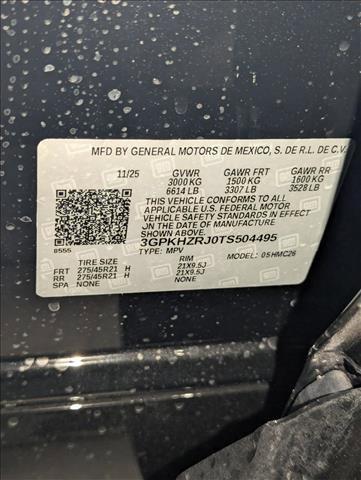 MFD BY GENERAL MOTORS DE MEXICO, S. DE R.L. DE C.V.
11/25 GVWR GAWR FRT GAWR RR
3000 KG 1500 KG 1600 KG
6614 LB 3307 LB 3528 LB
THIS VEHICLE CONFORMS TO ALL
APPLICABLE U.S. FEDERAL MOTOR
VEHICLE SAFETY STANDARDS IN EFFECT
ON THE DATE OF MANUFACTURE
SHOWN ABOVE.
3GPKHZRJ0TS504495
8555 TYPE: MPV MODEL: 05HMC26
TIRE SIZE RIM
FRT 275/45R21 H 21X9.5J
RR 275/45R21 H 21X9.5J
SPA NONE NONE